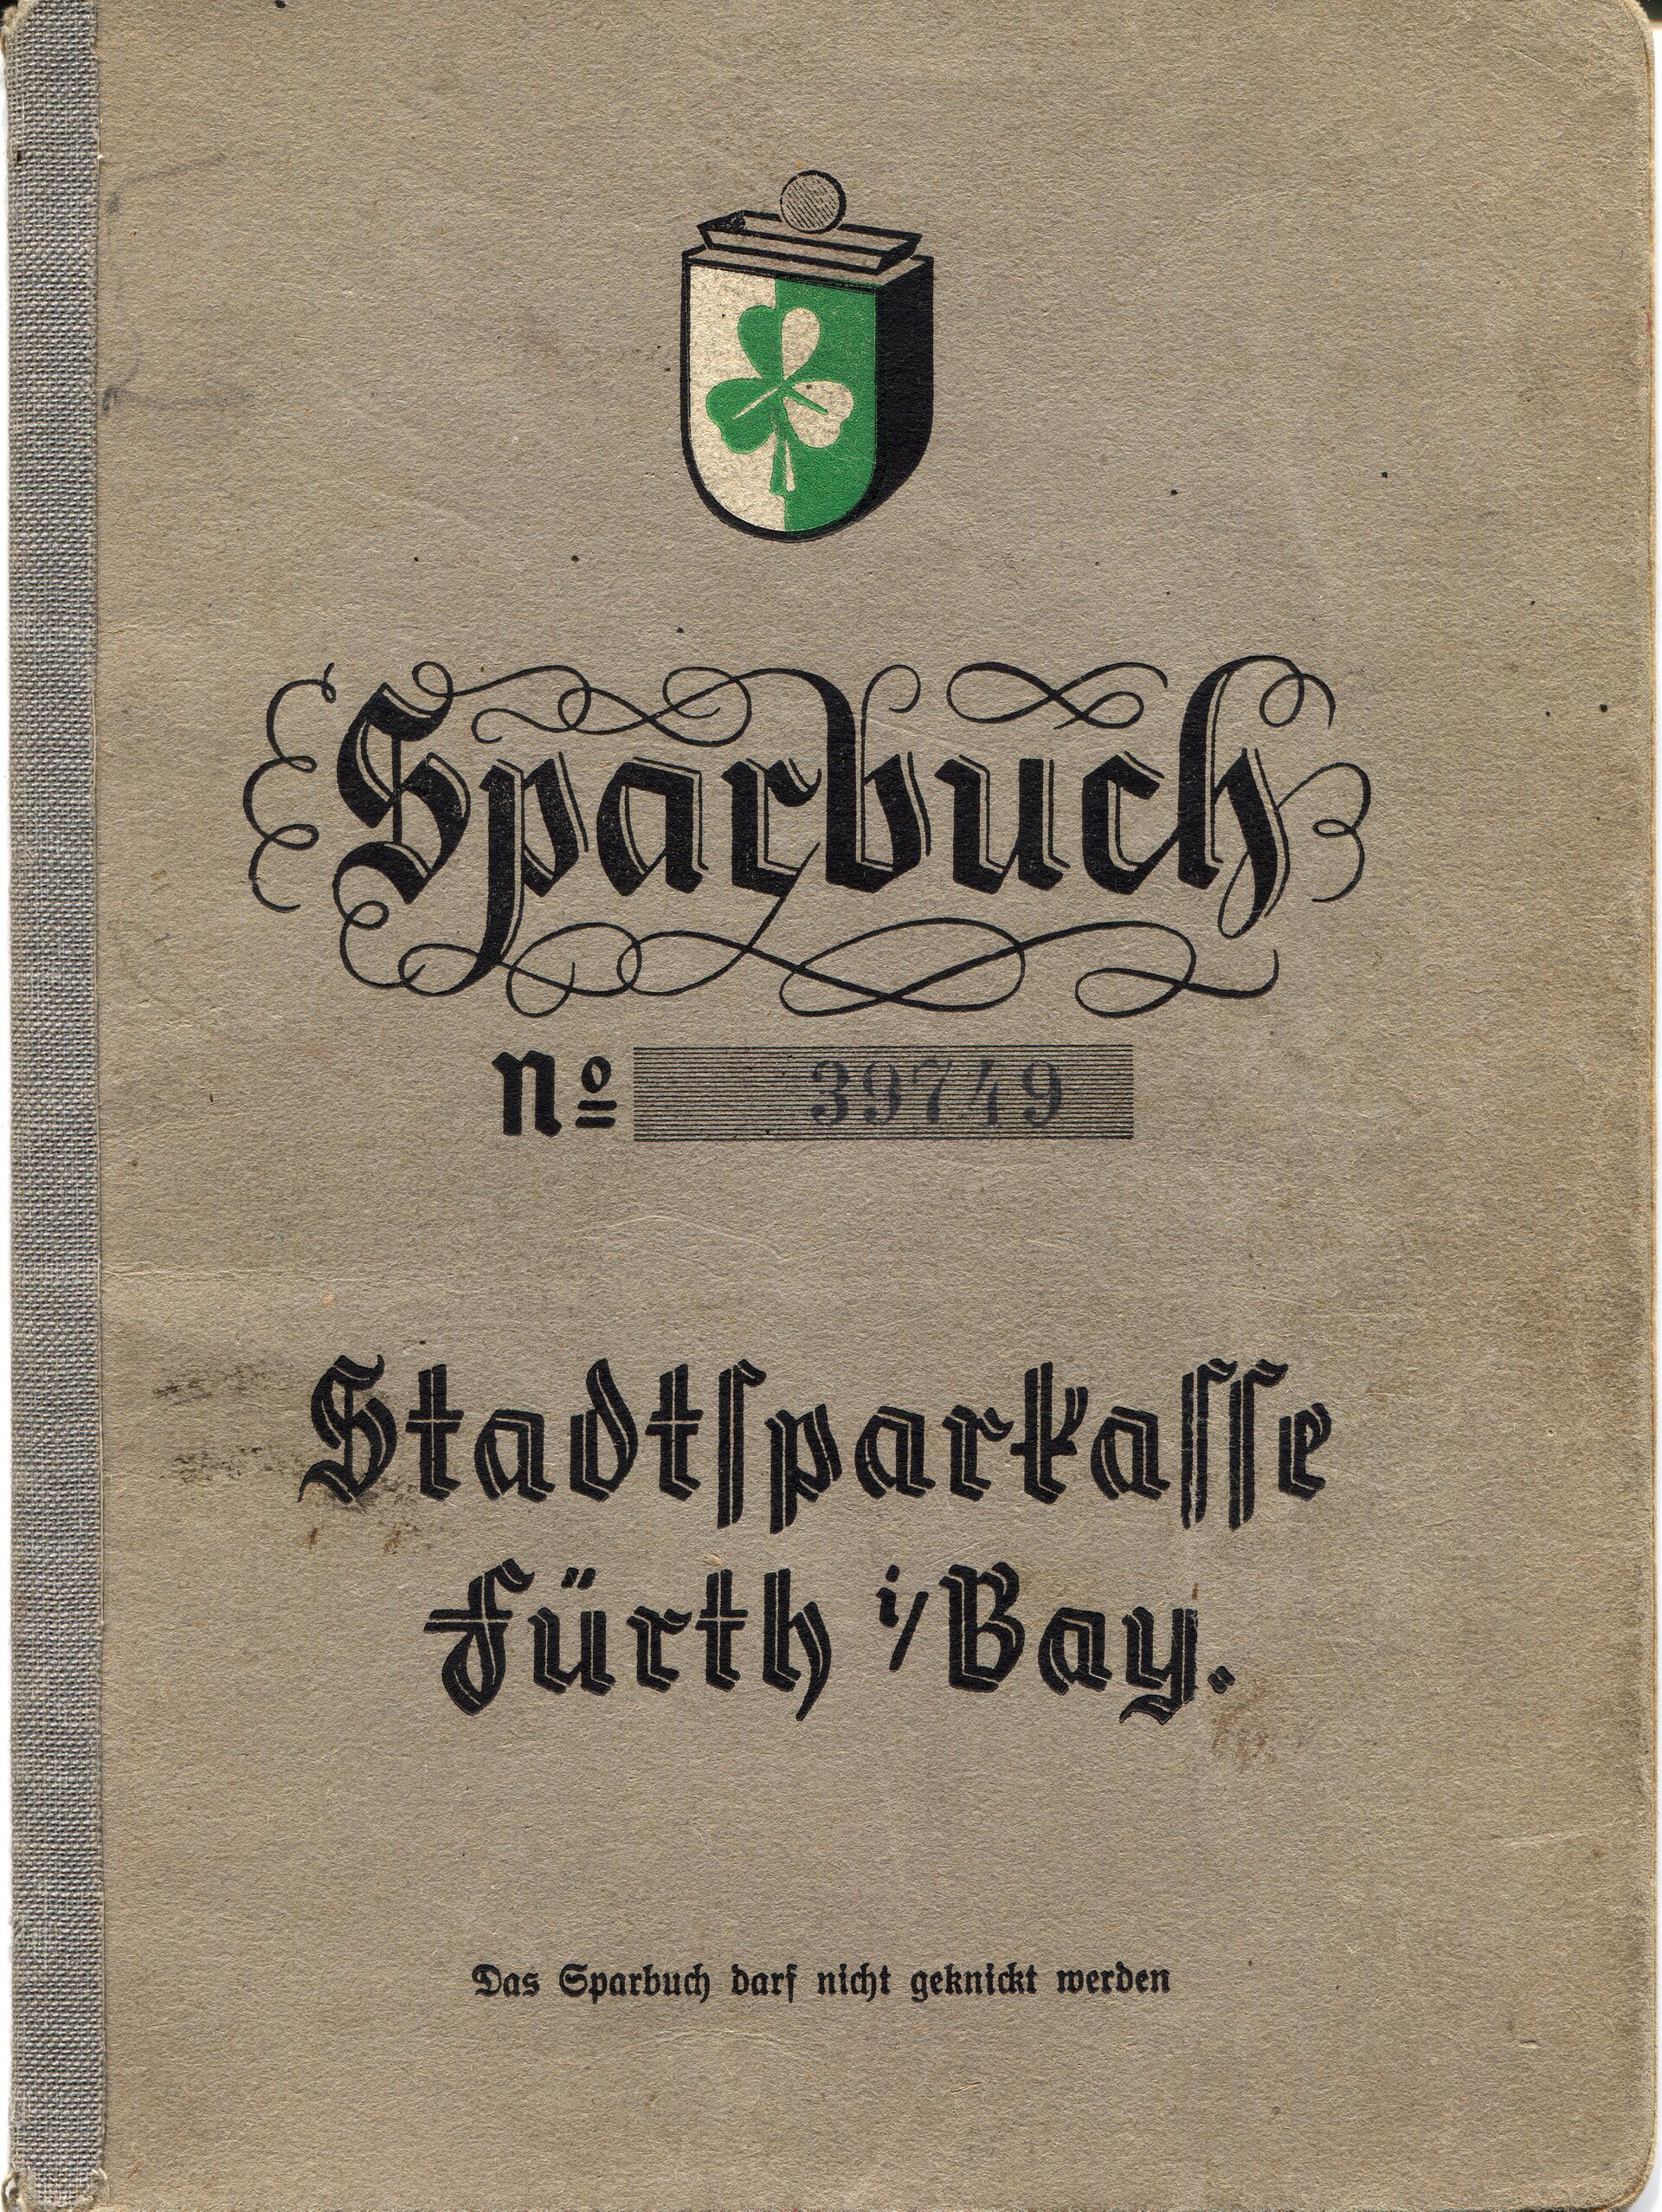 Sparbuch
Nº 39749
Stadtsparkasse
Fürth i/Bay.
Das Sparbuch darf nicht geknickt werden